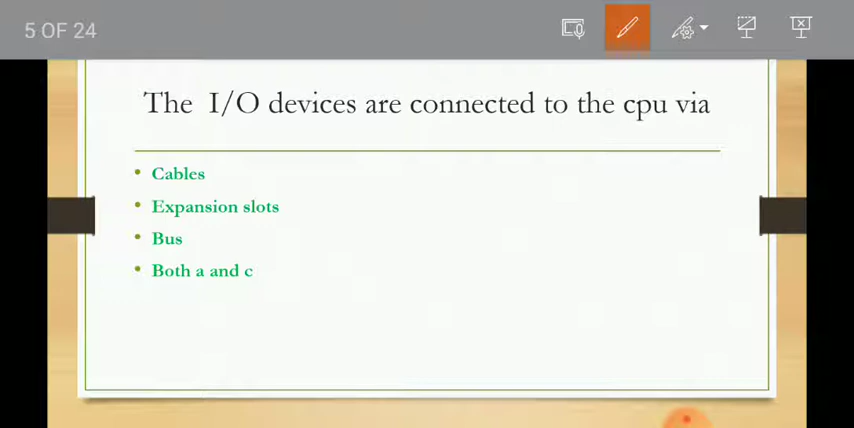 5 OF 24
The I/O devices are connected to the cpu via
• Cables
• Expansion slots
• Bus
• Both a and c